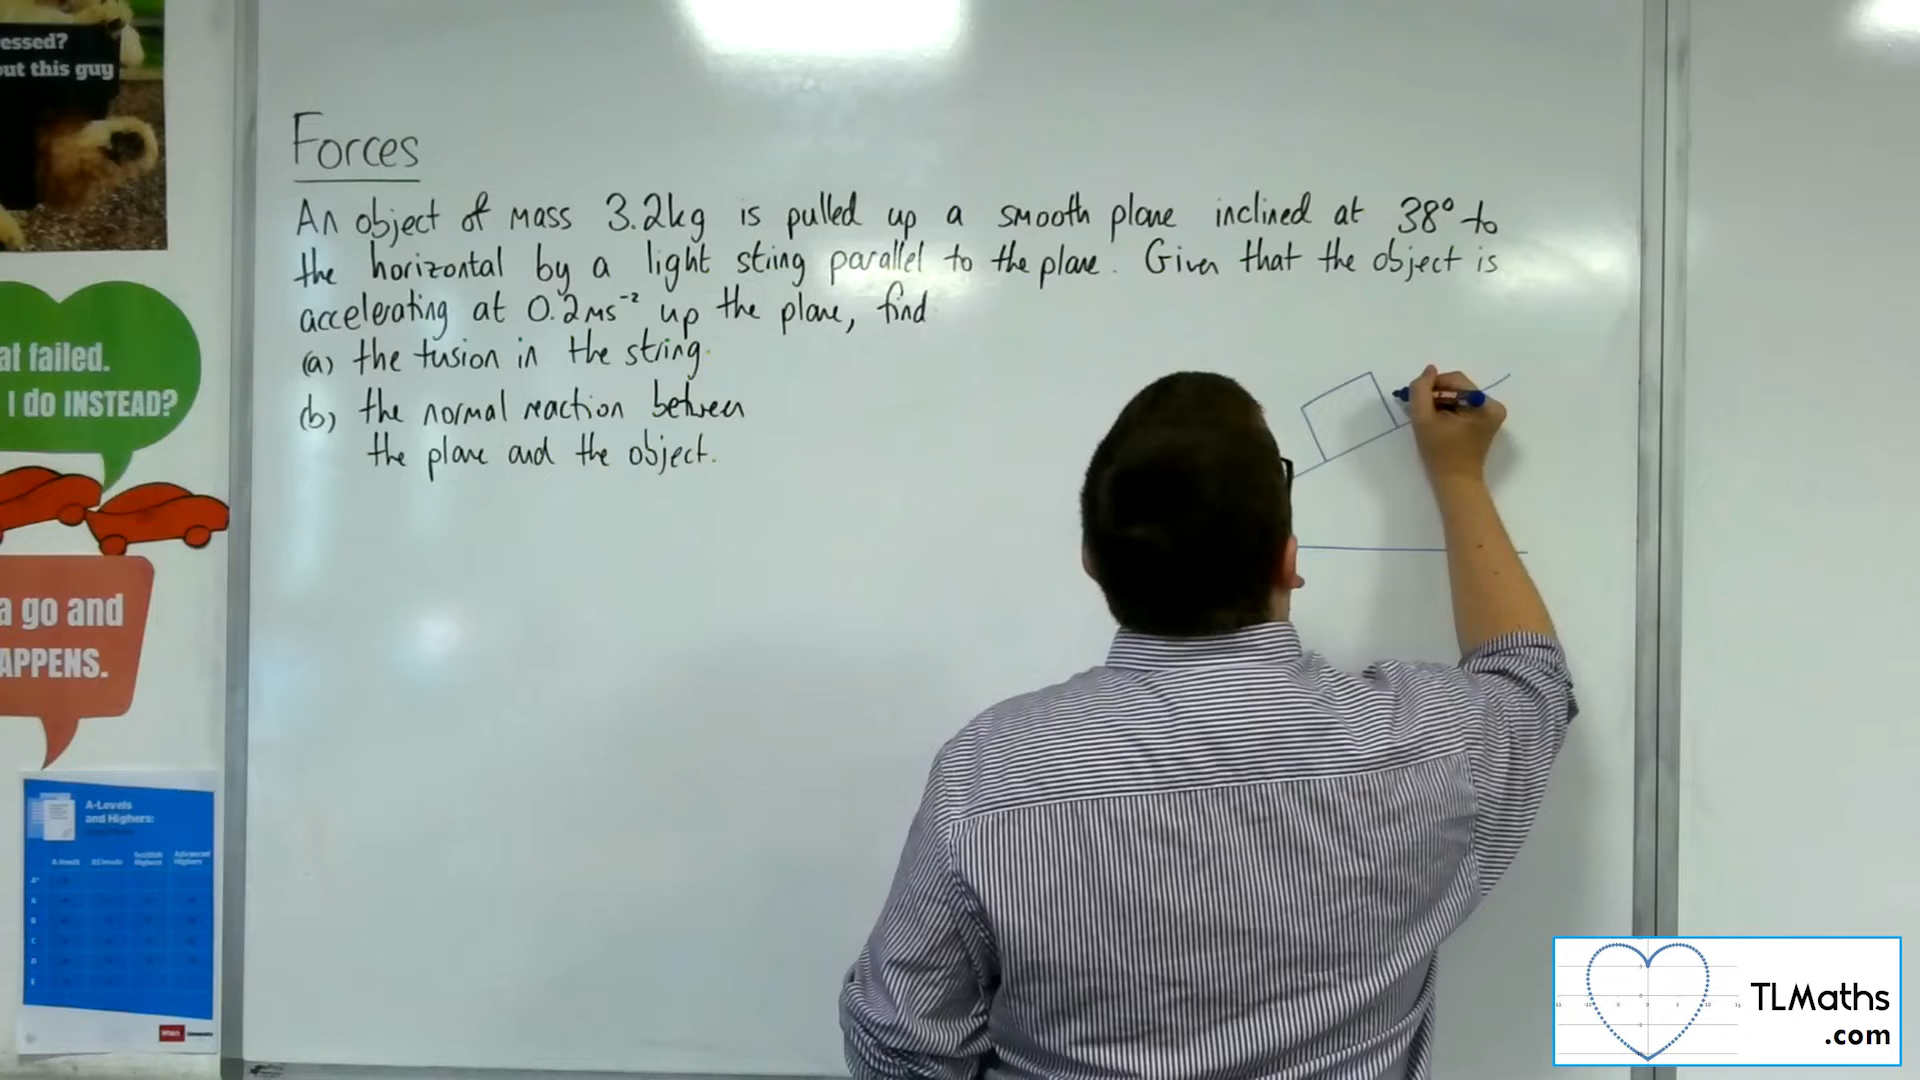 essed?
out this guy
at failed.
I do INSTEAD?
a go and
APPENS.
A-Levels
and Highers:
Forces
An object of mass 3.2kg is pulled up a smooth plane inclined at 38° to
the horizontal by a light string parallel to the plane. Given that the object is
accelerating at 0.2ms⁻² up the plane, find
(a) the tension in the string.
(b) the normal reaction between
the plane and the object.
TLMaths
.com